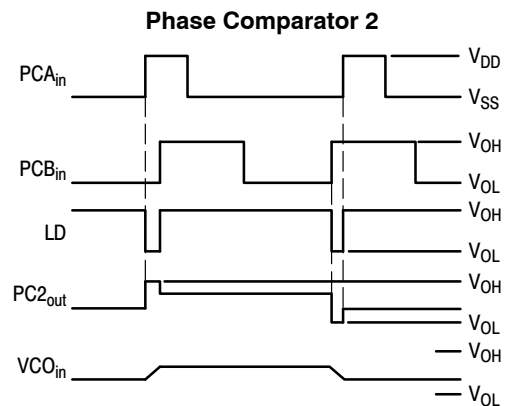 Phase Comparator 2
PCAin
VDD
VSS
PCBin
VOH
VOL
LD
VOH
VOL
PC2out
VOH
VOL
VCOin
VOH
VOL